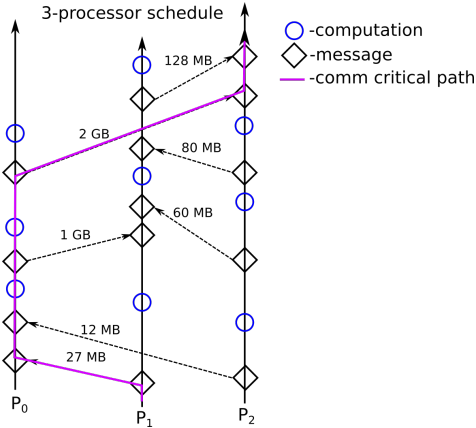 3-processor schedule
-computation
-message
-comm critical path
128 MB
2 GB
80 MB
60 MB
1 GB
12 MB
27 MB
P0
P1
P2